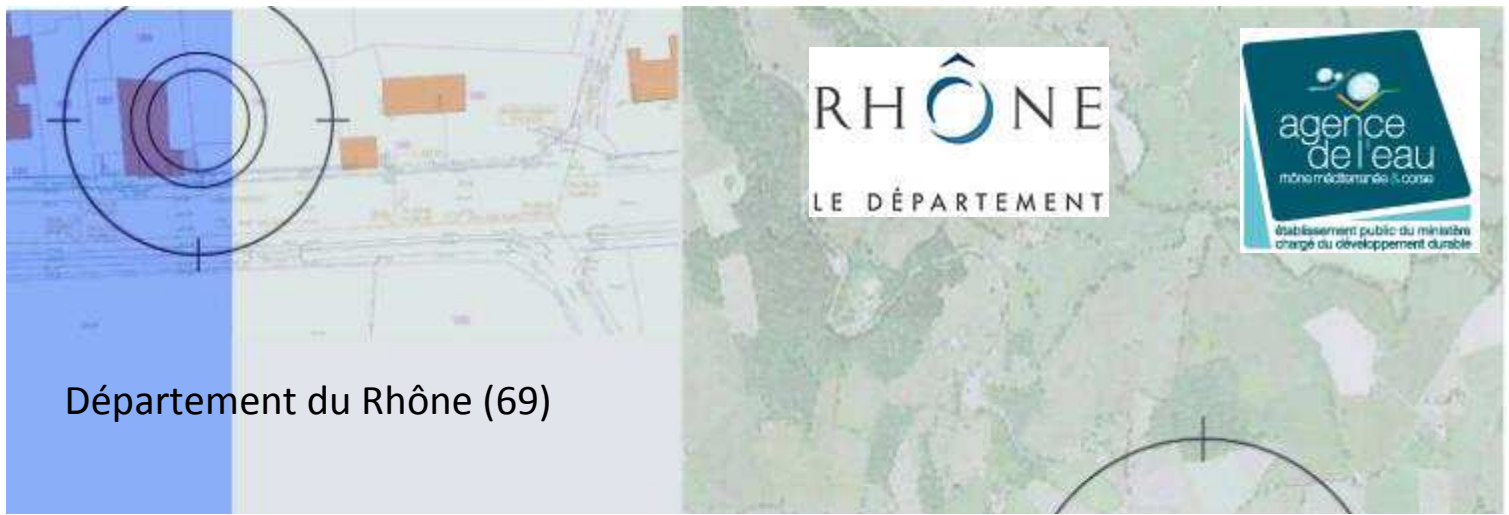 RHÔNE
LE DÉPARTEMENT
agence
de l'eau
rhône méditerranée & corse
établissement public du ministère
chargé du développement durable
Département du Rhône (69)